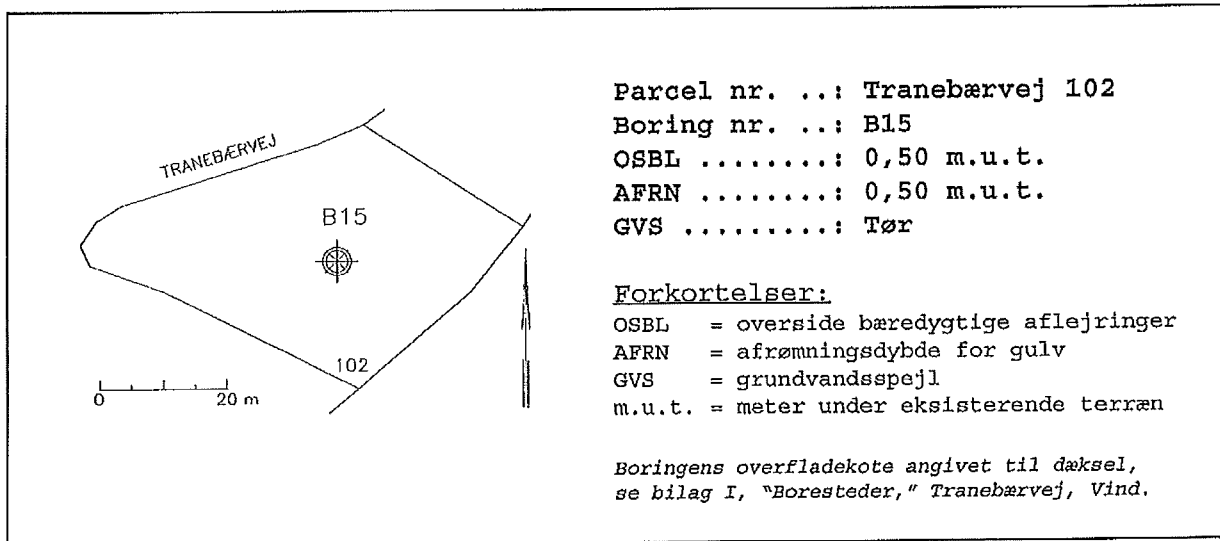 TRANEBÆRVEJ
B15
102
0 20 m
Parcel nr. ..: Tranebærvej 102
Boring nr. ..: B15
OSBL ........: 0,50 m.u.t.
AFRN ........: 0,50 m.u.t.
GVS .........: Tør
Forkortelser:
OSBL = overside bæredygtige aflejringer
AFRN = afrømningsdybde for gulv
GVS = grundvandsspejl
m.u.t. = meter under eksisterende terræn
Boringens overfladekote angivet til dæksel,
se bilag I, "Boresteder," Tranebærvej, Vind.